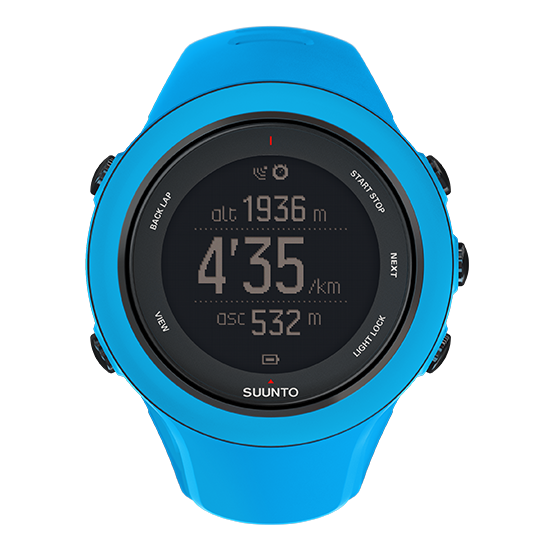 BACK LAP
START STOP
alt 1936 m
4'35 /km
NEXT
asc 532 m
VIEW
LIGHT LOCK
SUUNTO